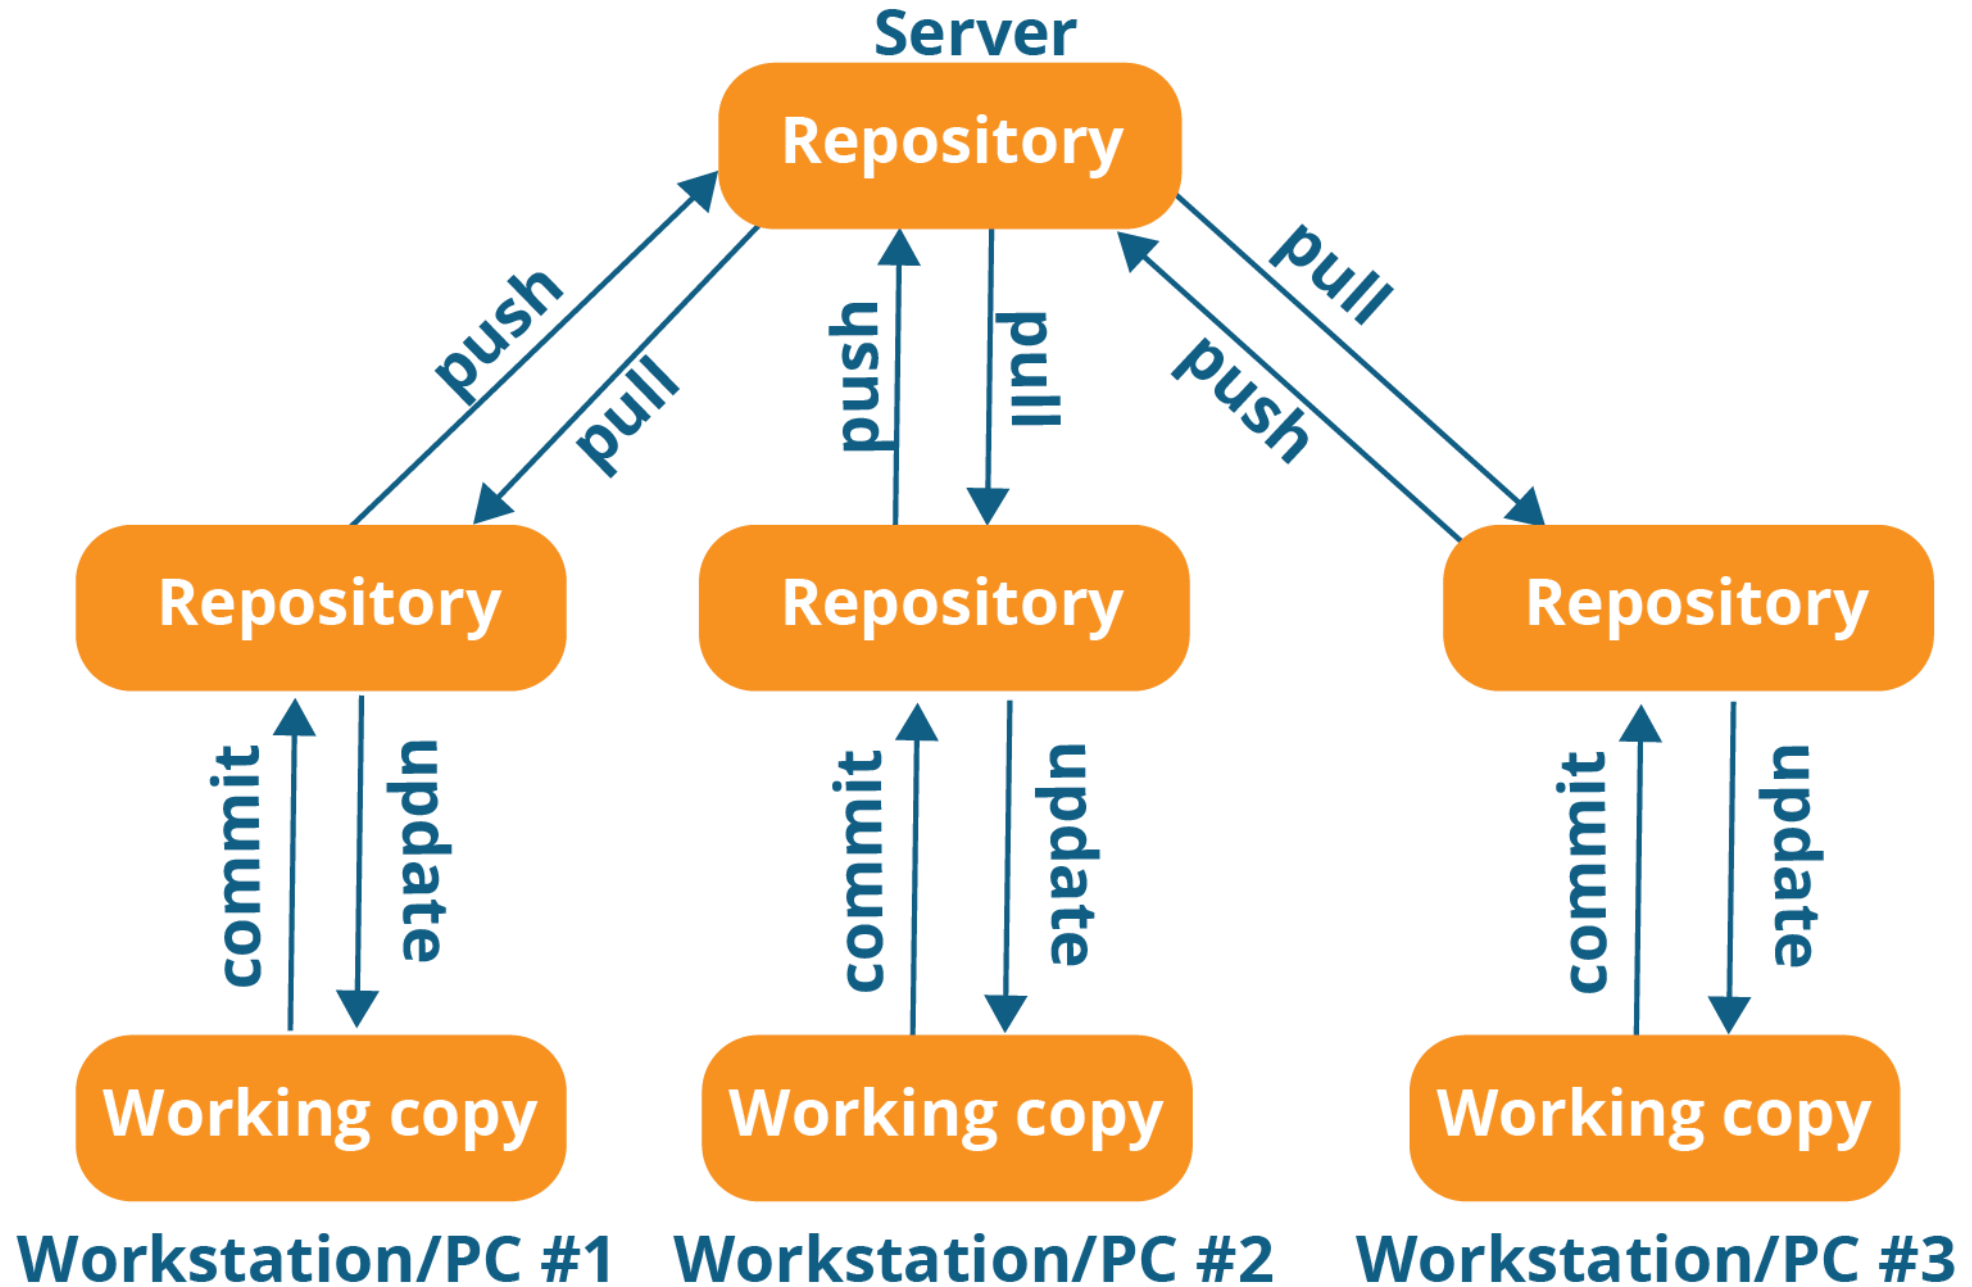 Server
Repository
push
pull
push
pull
push
pull
Repository
Repository
Repository
commit
update
commit
update
commit
update
Working copy
Working copy
Working copy
Workstation/PC #1
Workstation/PC #2
Workstation/PC #3